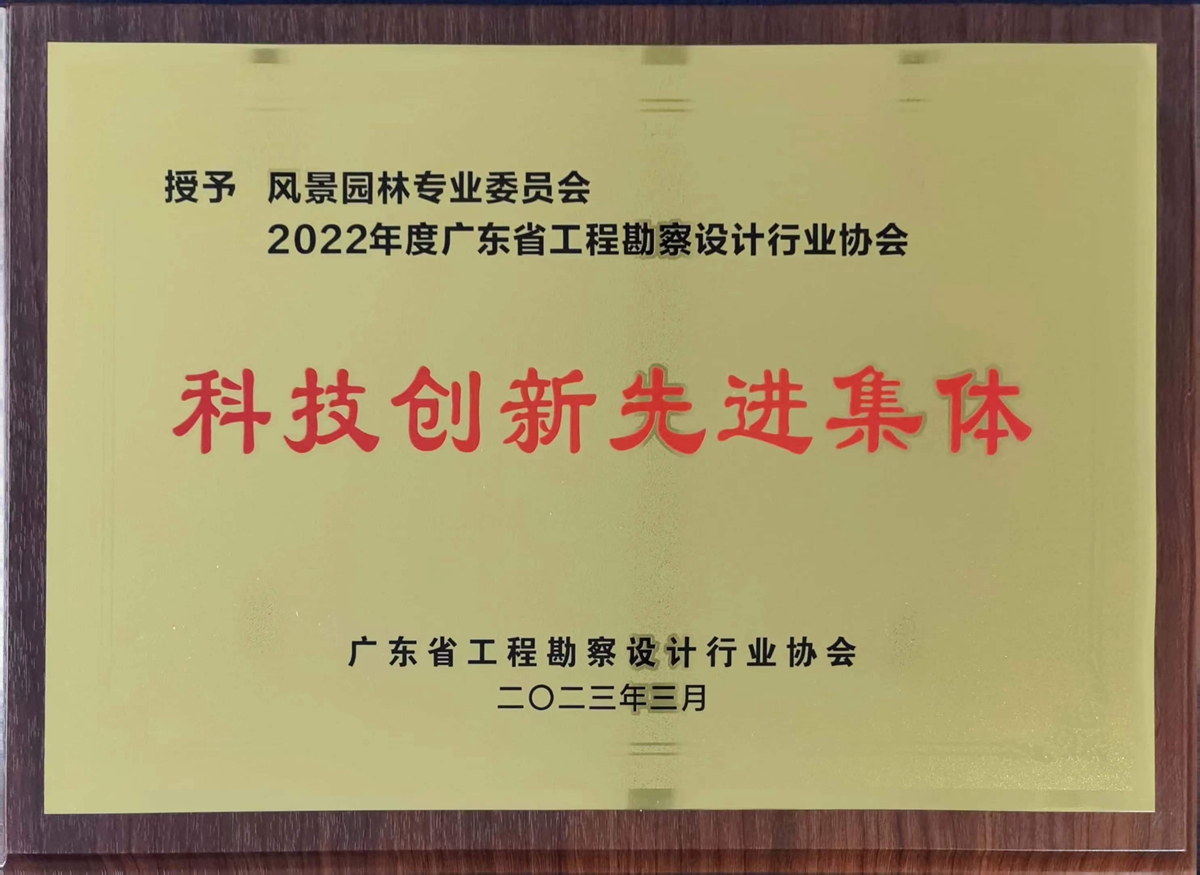 授予 风景园林专业委员会
2022年度广东省工程勘察设计行业协会
科技创新先进集体
广东省工程勘察设计行业协会
二〇二三年三月